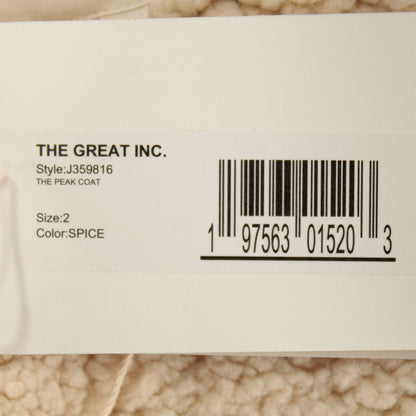 THE GREAT INC.
Style:J359816
THE PEAK COAT
Size:2
Color:SPICE
1 97563 01520 3